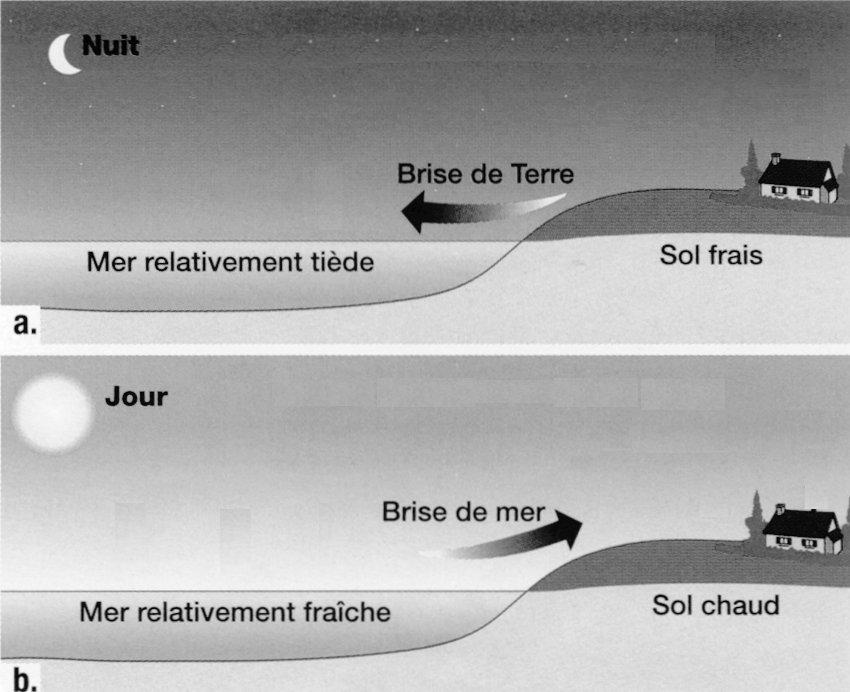 Nuit
Brise de Terre
Mer relativement tiède
Sol frais
a.
Jour
Brise de mer
Mer relativement fraîche
Sol chaud
b.